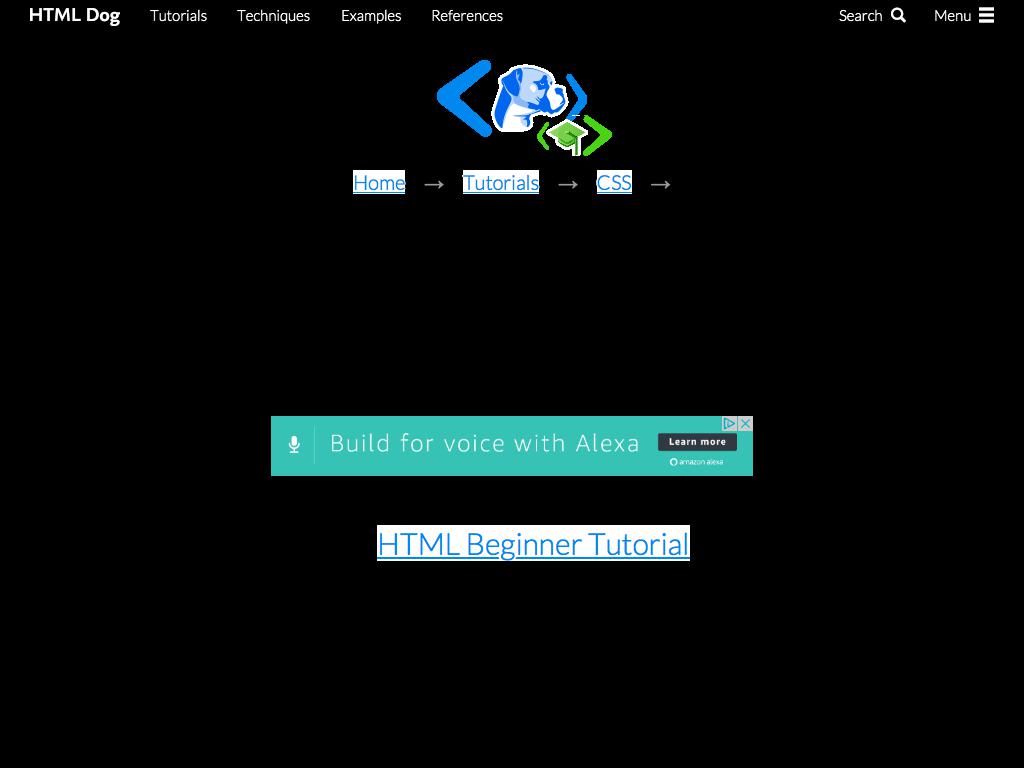 HTML Dog Tutorials Techniques Examples References Search Menu
Home → Tutorials → CSS →
Build for voice with Alexa
Learn more
amazon alexa
HTML Beginner Tutorial